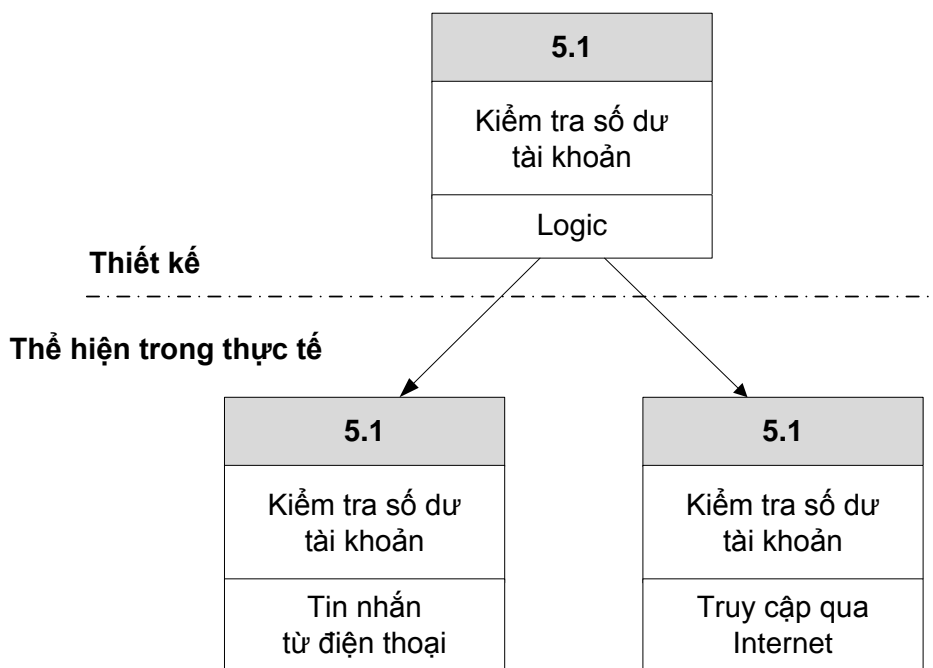 5.1
Kiểm tra số dư
tài khoản
Logic
Thiết kế
Thể hiện trong thực tế
5.1
Kiểm tra số dư
tài khoản
Tin nhắn
từ điện thoại
5.1
Kiểm tra số dư
tài khoản
Truy cập qua
Internet